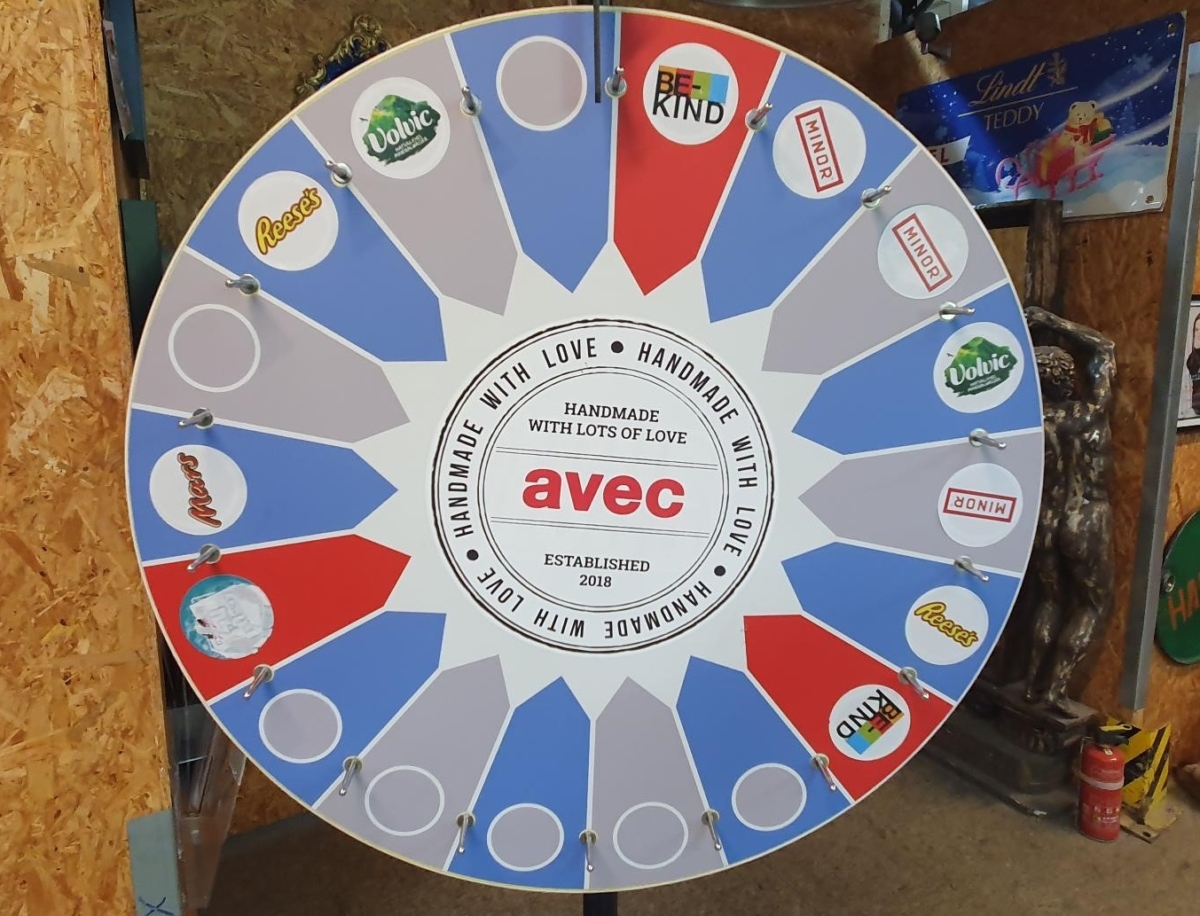 BE-
KIND
MINOR
MINOR
Volvic
MINOR
Reese's
BE-
KIND
Mars
Reese's
Volvic
HANDMADE WITH LOVE • HANDMADE WITH LOVE • HANDMADE WITH LOVE •
HANDMADE
WITH LOTS OF LOVE
avec
ESTABLISHED
2018
Lindt
TEDDY